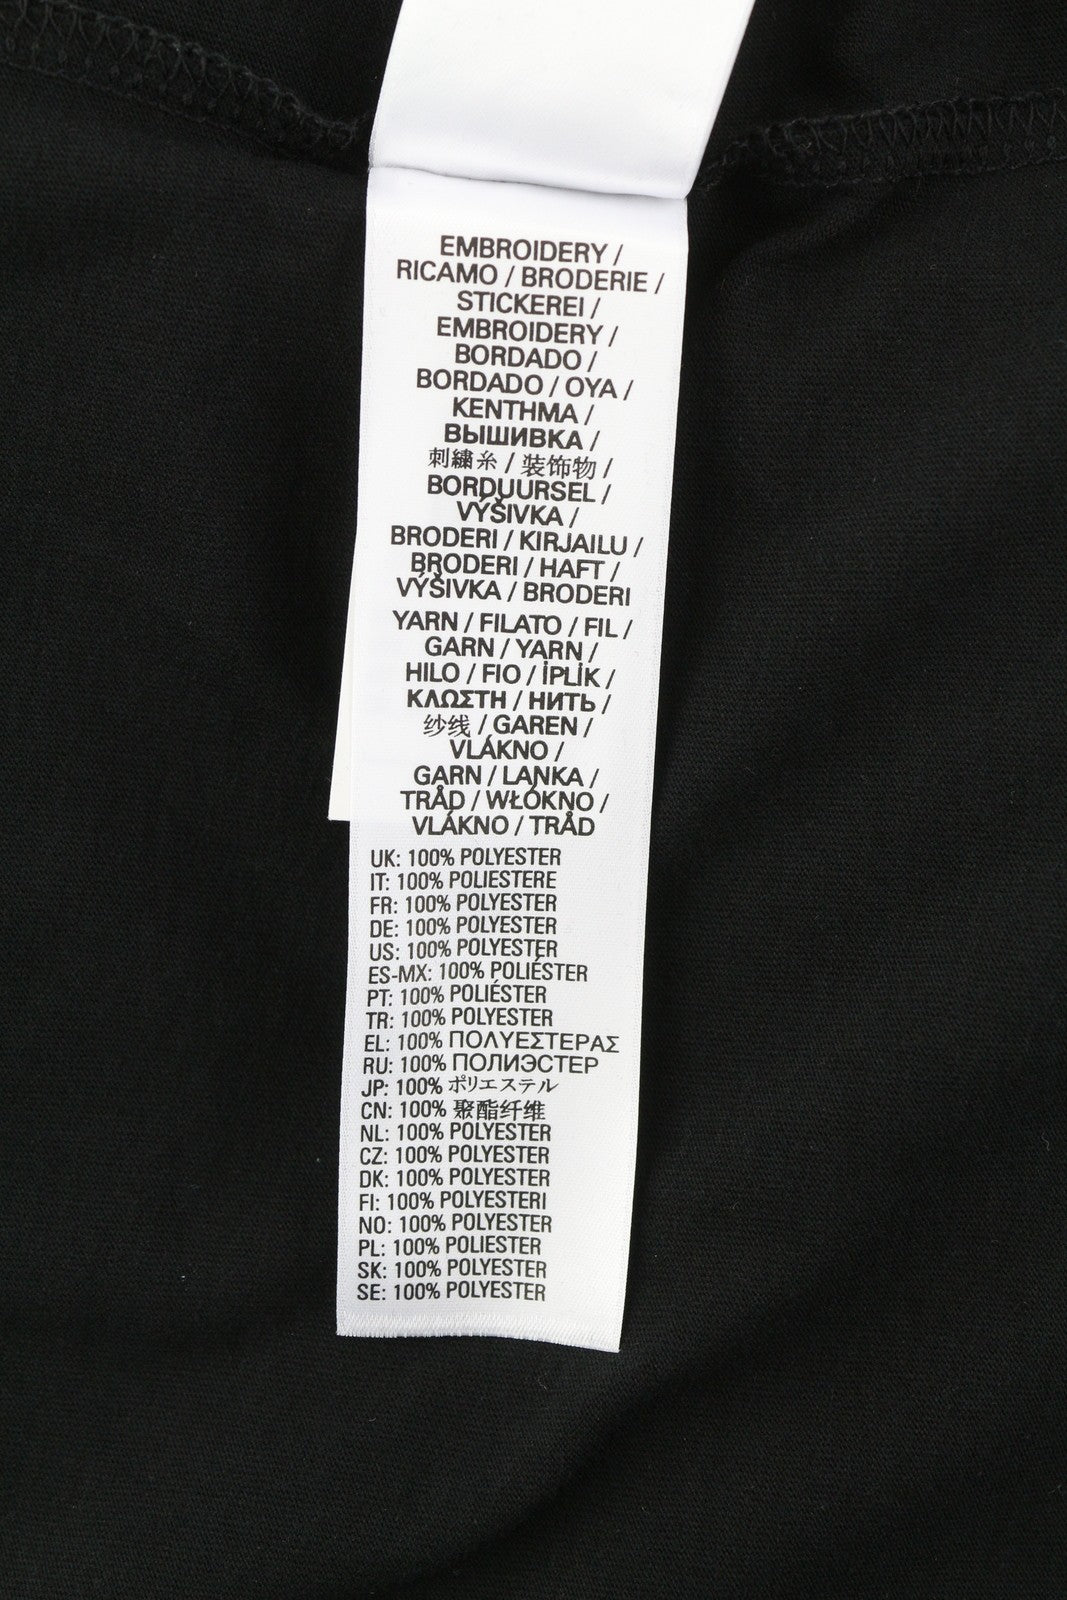 EMBROIDERY /
RICAMO / BRODERIE /
STICKEREI /
EMBROIDERY /
BORDADO /
BORDADO / OYA /
KENTHMA /
ВЫШИВКА /
刺繍糸 / 装饰物 /
BORDUURSEL /
VÝŠIVKA /
BRODERI / KIRJAILU /
BRODERI / HAFT /
VÝŠIVKA / BRODERI
YARN / FILATO / FIL /
GARN / YARN /
HILO / FIO / İPLİK /
ΚΛΩΣΤΗ / НИТЬ /
纱线 / GAREN /
VLÁKNO /
GARN / LANKA /
TRÅD / WŁÓKNO /
VLÁKNO / TRÅD
UK: 100% POLYESTER
IT: 100% POLIESTERE
FR: 100% POLYESTER
DE: 100% POLYESTER
US: 100% POLYESTER
ES-MX: 100% POLIÉSTER
PT: 100% POLIÉSTER
TR: 100% POLYESTER
EL: 100% ΠΟΛΥΕΣΤΕΡΑΣ
RU: 100% ПОЛИЭСТЕР
JP: 100% ポリエステル
CN: 100% 聚酯纤维
NL: 100% POLYESTER
CZ: 100% POLYESTER
DK: 100% POLYESTER
FI: 100% POLYESTERI
NO: 100% POLYESTER
PL: 100% POLIESTER
SK: 100% POLYESTER
SE: 100% POLYESTER